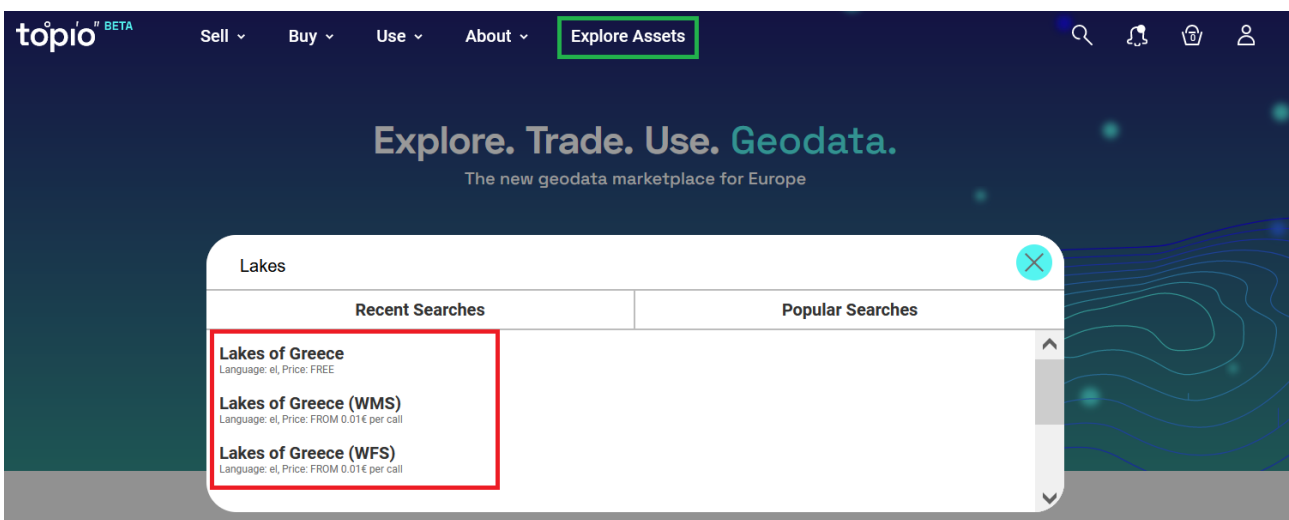 topio" BETA
Sell Buy Use About Explore Assets
0
Explore. Trade. Use. Geodata.
The new geodata marketplace for Europe
Lakes
Recent Searches Popular Searches
Lakes of Greece
Language: el, Price: FREE
Lakes of Greece (WMS)
Language: el, Price: FROM 0.01€ per call
Lakes of Greece (WFS)
Language: el, Price: FROM 0.01€ per call